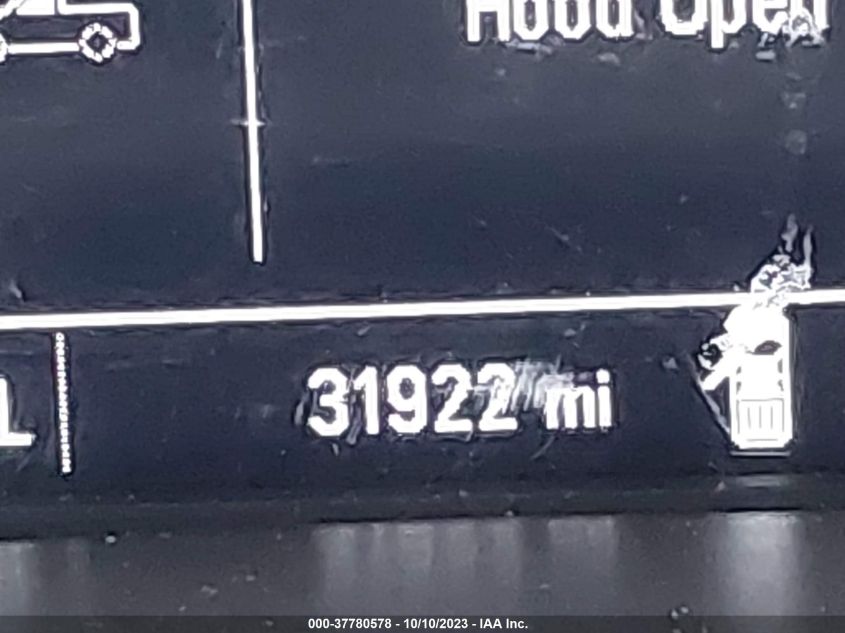 Hood Open
L
31922 mi
000-37780578 - 10/10/2023 - IAA Inc.